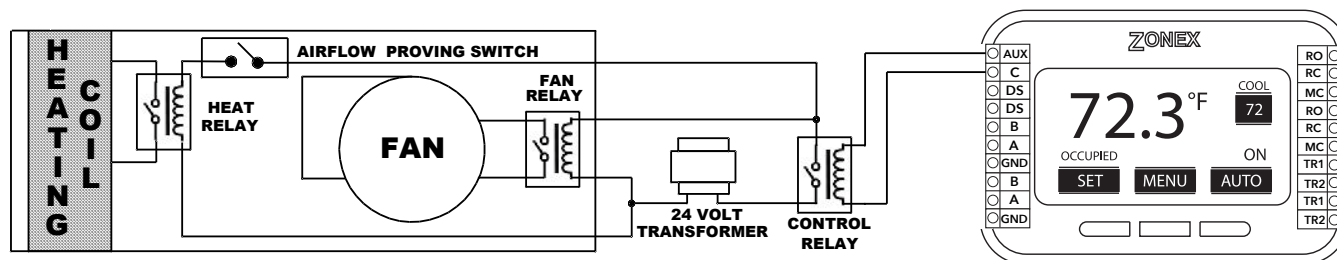 HEATING
COIL
AIRFLOW PROVING SWITCH
HEAT
RELAY
FAN
FAN
RELAY
24 VOLT
TRANSFORMER
CONTROL
RELAY
ZONEX
AUX
C
DS
DS
B
A
GND
B
A
GND
72.3°F
COOL
72
OCCUPIED
ON
SET MENU AUTO
RO
RC
MC
RO
RC
MC
TR1
TR2
TR1
TR2